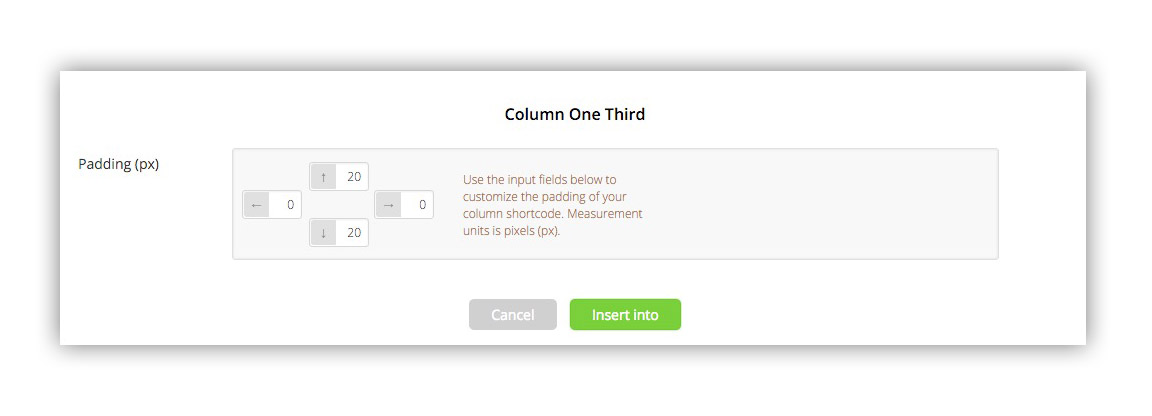 Column One Third
Padding (px)
↑ 20
← 0
→ 0
↓ 20
Use the input fields below to
customize the padding of your
column shortcode. Measurement
units is pixels (px).
Cancel
Insert into